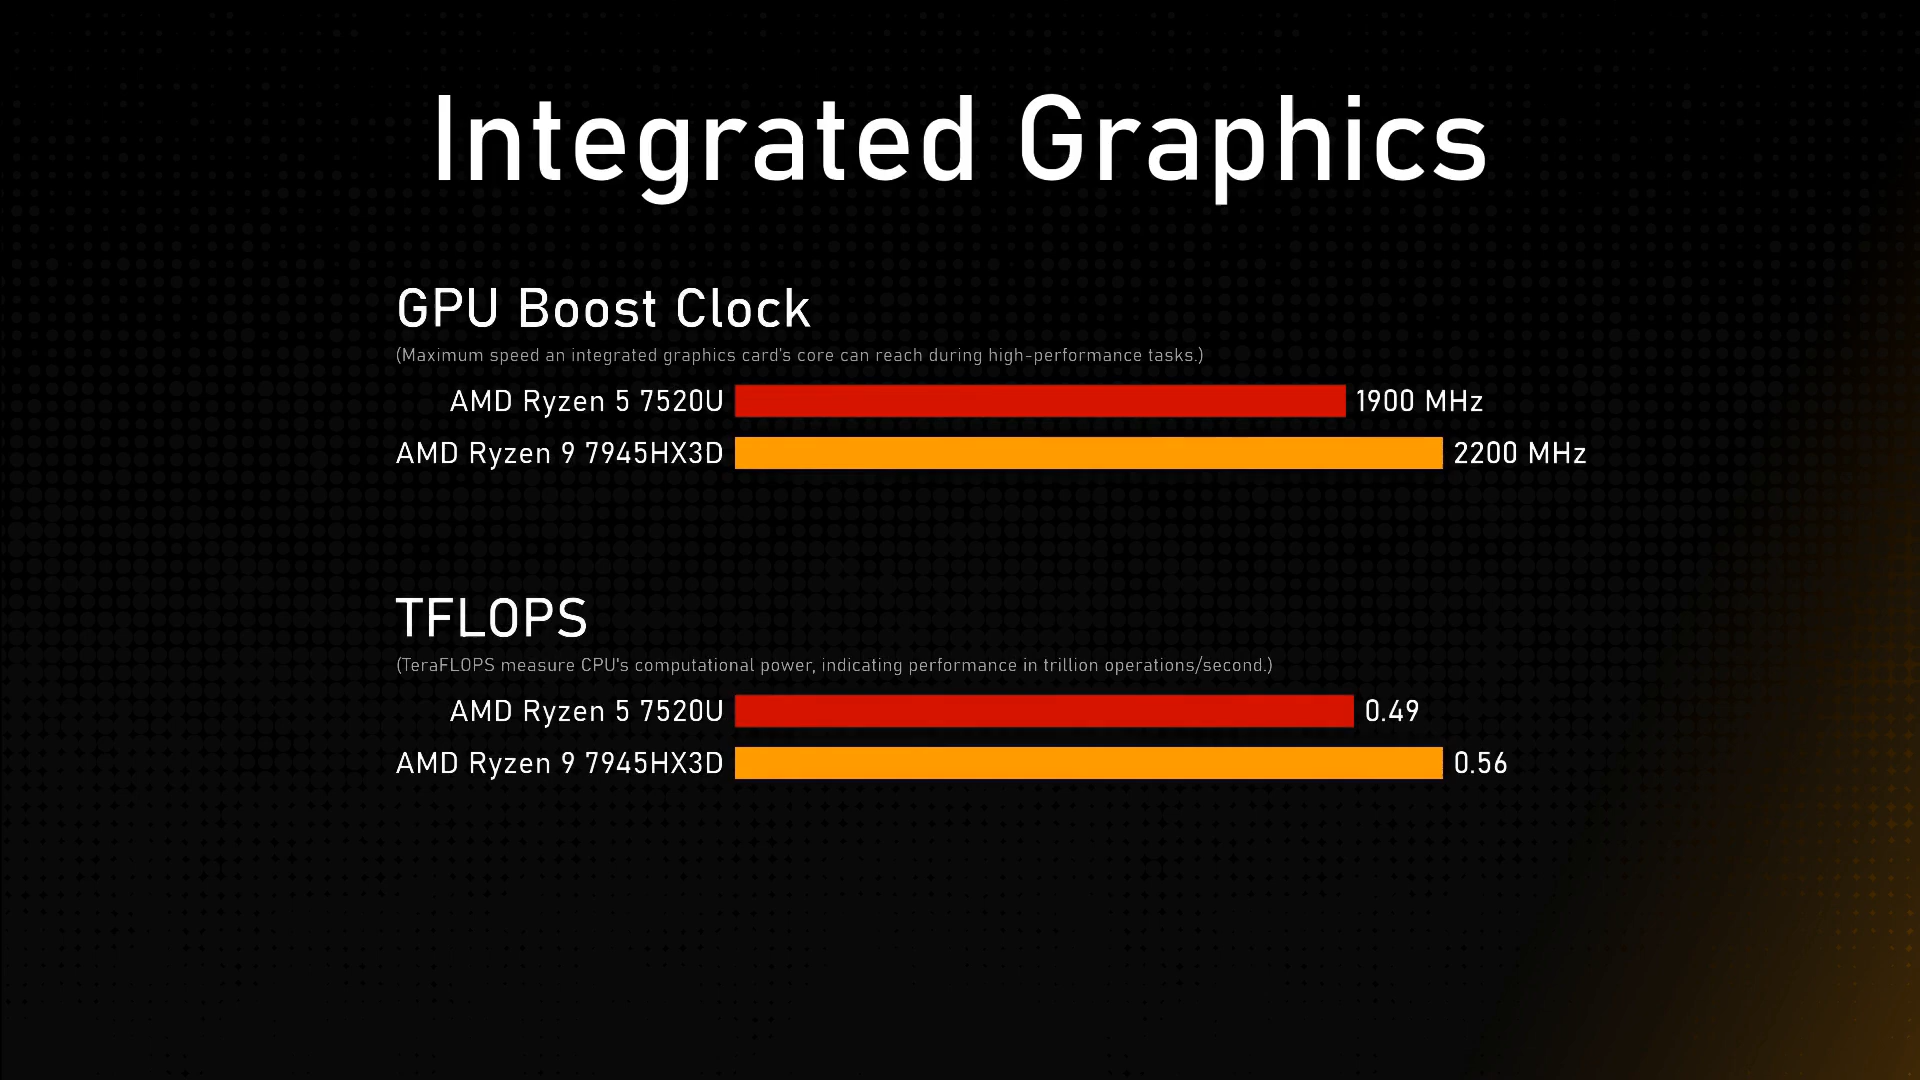 Integrated Graphics
GPU Boost Clock
(Maximum speed an integrated graphics card's core can reach during high-performance tasks.)
AMD Ryzen 5 7520U 1900 MHz
AMD Ryzen 9 7945HX3D 2200 MHz
TFLOPS
(TeraFLOPS measure CPU's computational power, indicating performance in trillion operations/second.)
AMD Ryzen 5 7520U 0.49
AMD Ryzen 9 7945HX3D 0.56